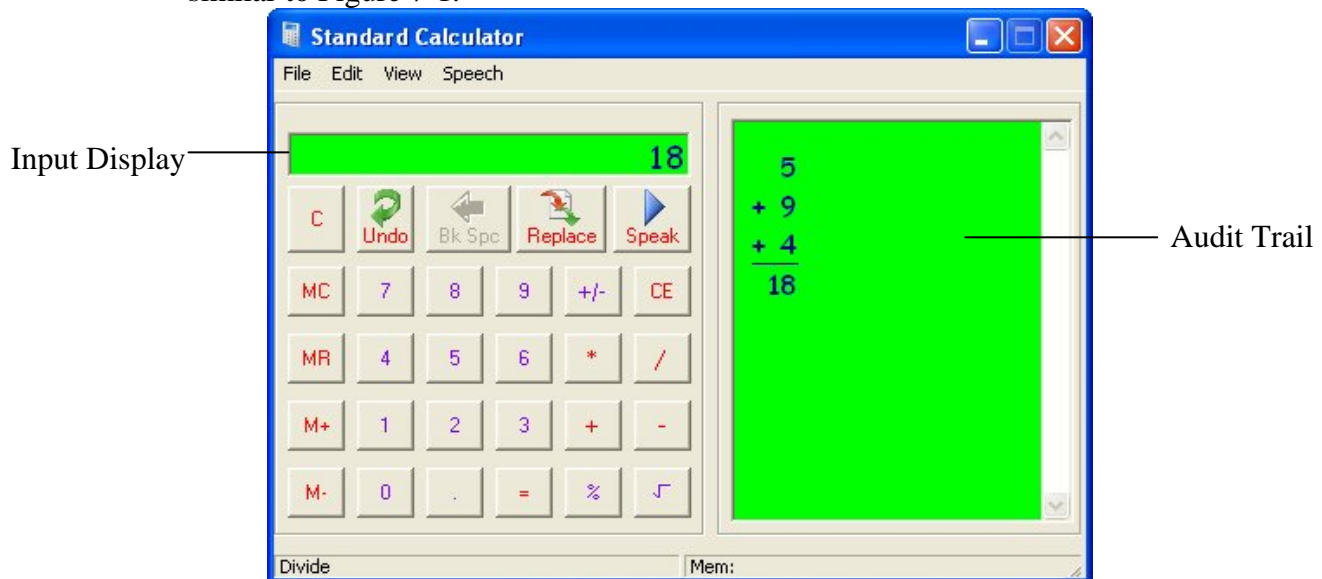 similar to Figure 7-1.
Standard Calculator
File Edit View Speech
Input Display
18
C Undo Bk Spc Replace Speak
MC 7 8 9 +/- CE
MR 4 5 6 * /
M+ 1 2 3 + -
M- 0 . = % √
5
+ 9
+ 4
18
Audit Trail
Divide Mem: